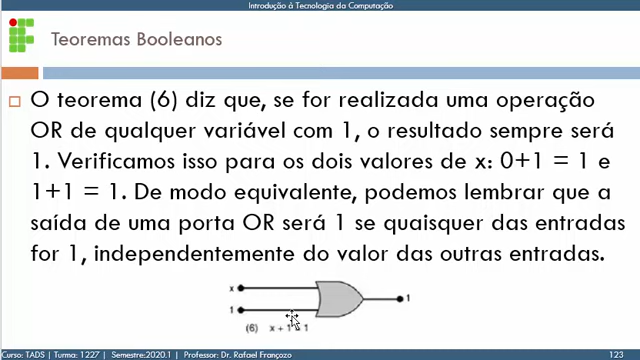 Introdução à Tecnologia da Computação
Teoremas Booleanos
O teorema (6) diz que, se for realizada uma operação
OR de qualquer variável com 1, o resultado sempre será
1. Verificamos isso para os dois valores de x: 0+1 = 1 e
1+1 = 1. De modo equivalente, podemos lembrar que a
saída de uma porta OR será 1 se quaisquer das entradas
for 1, independentemente do valor das outras entradas.
x
1
1
(6) x + 1 = 1
Curso: TADS | Turma: 1227 | Semestre:2020.1 | Professor: Dr. Rafael Françozo
123